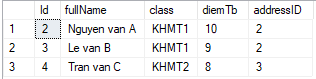 Id fullName class diemTb addressID
1 2 Nguyen van A KHMT1 10 2
2 3 Le van B KHMT1 9 2
3 4 Tran van C KHMT2 8 3